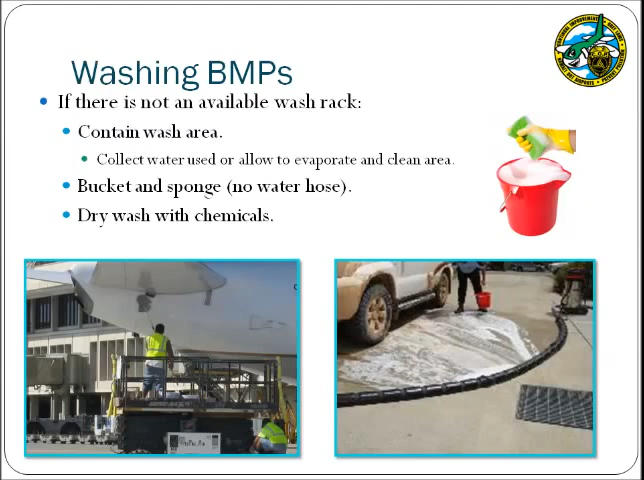 Washing BMPs
If there is not an available wash rack:
Contain wash area.
Collect water used or allow to evaporate and clean area.
Bucket and sponge (no water hose).
Dry wash with chemicals.